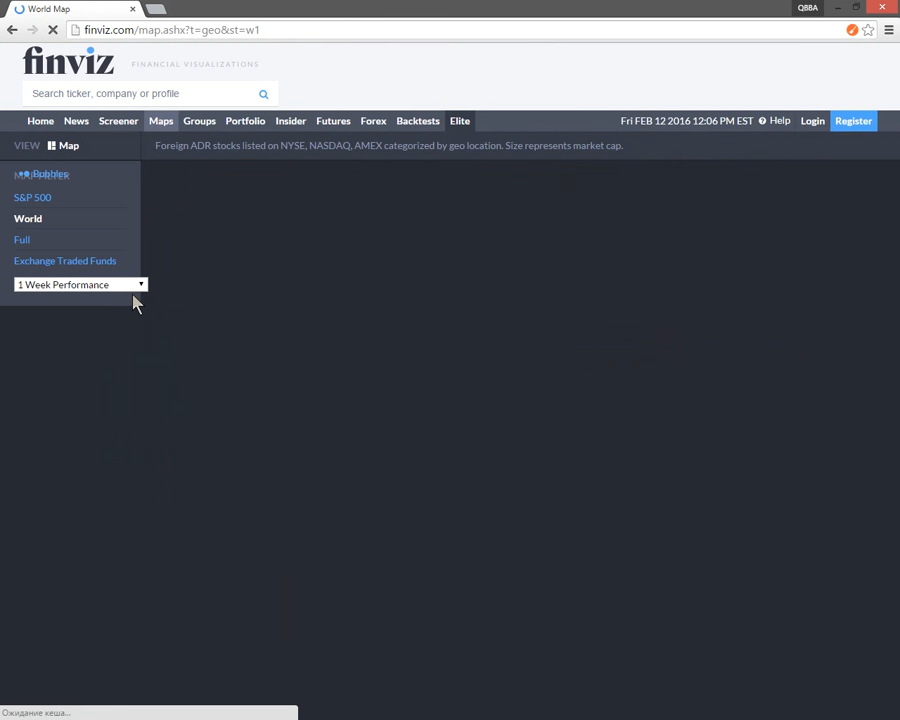 World Map
QBBA
finviz.com/map.ashx?t=geo&st=w1
finviz FINANCIAL VISUALIZATIONS
Search ticker, company or profile
Home News Screener Maps Groups Portfolio Insider Futures Forex Backtests Elite Fri FEB 12 2016 12:06 PM EST Help Login Register
VIEW Map Foreign ADR stocks listed on NYSE, NASDAQ, AMEX categorized by geo location. Size represents market cap.
Bubbles
MAP FILTER
S&P 500
World
Full
Exchange Traded Funds
1 Week Performance
Ожидание кеша...